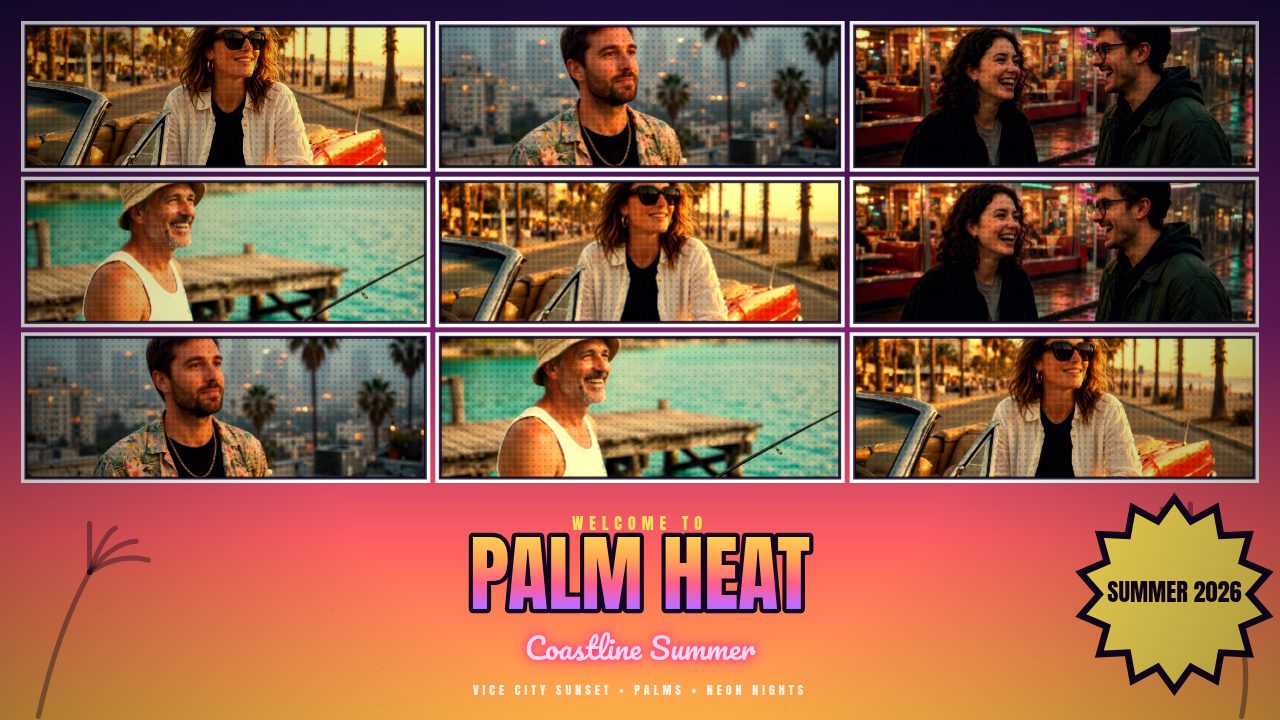 WELCOME TO
PALM HEAT
SUMMER 2026
Coastline Summer
VICE CITY SUNSET • PALMS • NEON NIGHTS